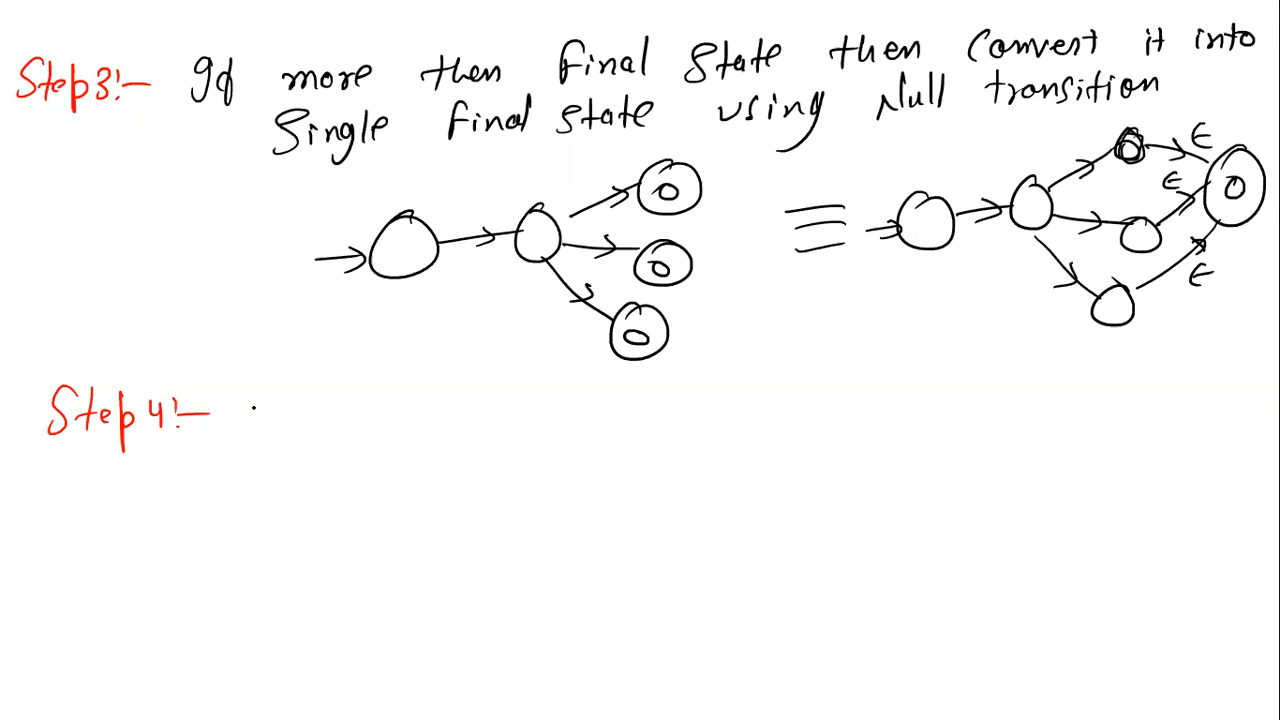 Step3:- If more then final state then convert it into
single final state using Null transition
ϵ
ϵ
ϵ
Step4:-